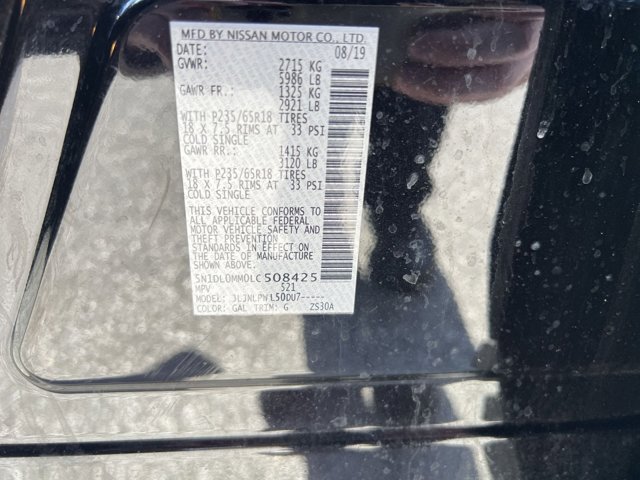 MFD BY NISSAN MOTOR CO., LTD.
DATE: 08/19
GVWR: 2715 KG
5986 LB
GAWR FR.: 1325 KG
2921 LB
WITH P235/65R18 TIRES
18 X 7.5 RIMS AT 33 PSI
COLD SINGLE
GAWR RR.: 1415 KG
3120 LB
WITH P235/65R18 TIRES
18 X 7.5 RIMS AT 33 PSI
COLD SINGLE
THIS VEHICLE CONFORMS TO
ALL APPLICABLE FEDERAL
MOTOR VEHICLE SAFETY AND
THEFT PREVENTION
STANDARDS IN EFFECT ON
THE DATE OF MANUFACTURE
SHOWN ABOVE.
5N1DL0MM0LC508425
MPV 521
MODEL: 3L3NLPWL50DU7-----
COLOR: GAL TRIM: G ZS30A